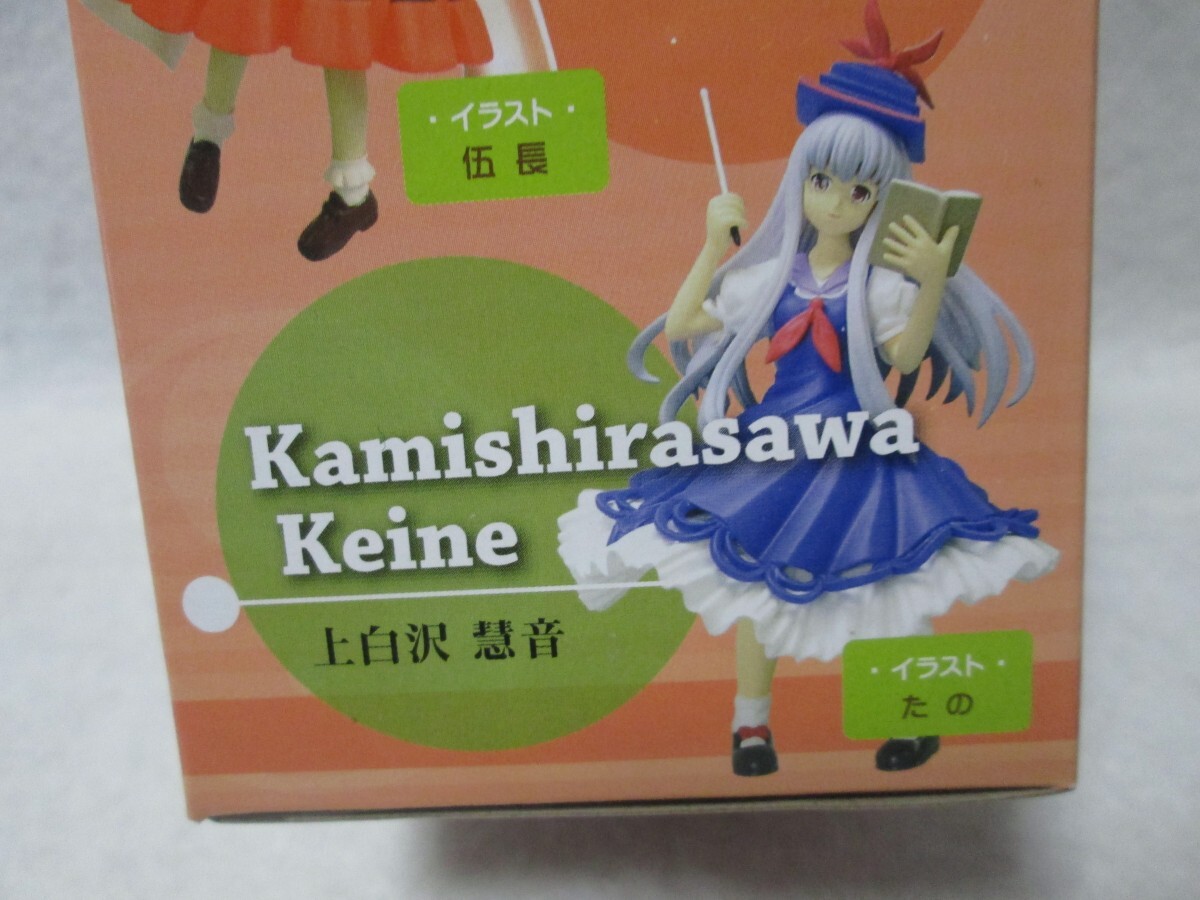 ・イラスト・
伍長
Kamishirasawa
Keine
上白沢 慧音
・イラスト・
たの